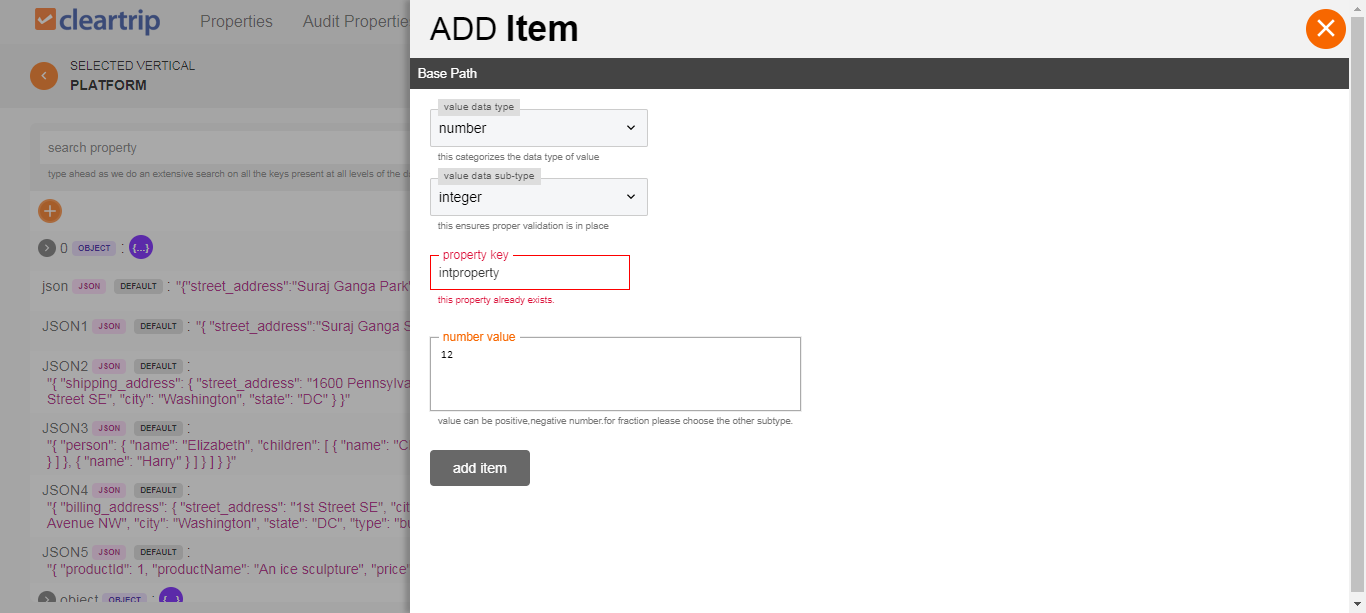 cleartrip
Properties
Audit Propertie
SELECTED VERTICAL
PLATFORM
search property
type ahead as we do an extensive search on all the keys present at all levels of the d
0 OBJECT : {...}
json JSON DEFAULT : "{"street_address":"Suraj Ganga Park"
JSON1 JSON DEFAULT : "{ "street_address":"Suraj Ganga S
JSON2 JSON DEFAULT :
"{ "shipping_address": { "street_address": "1600 Pennsylva
Street SE", "city": "Washington", "state": "DC" } }"
JSON3 JSON DEFAULT :
"{ "person": { "name": "Elizabeth", "children": [ { "name": "C
} ] }, { "name": "Harry" } ] } ] } }"
JSON4 JSON DEFAULT :
"{ "billing_address": { "street_address": "1st Street SE", "cit
Avenue NW", "city": "Washington", "state": "DC", "type": "bu
JSON5 JSON DEFAULT :
"{ "productId": 1, "productName": "An ice sculpture", "price"
object OBJECT : {...}
ADD Item
Base Path
value data type
number
this categorizes the data type of value
value data sub-type
integer
this ensures proper validation is in place
property key
intproperty
this property already exists.
number value
12
value can be positive,negative number.for fraction please choose the other subtype.
add item